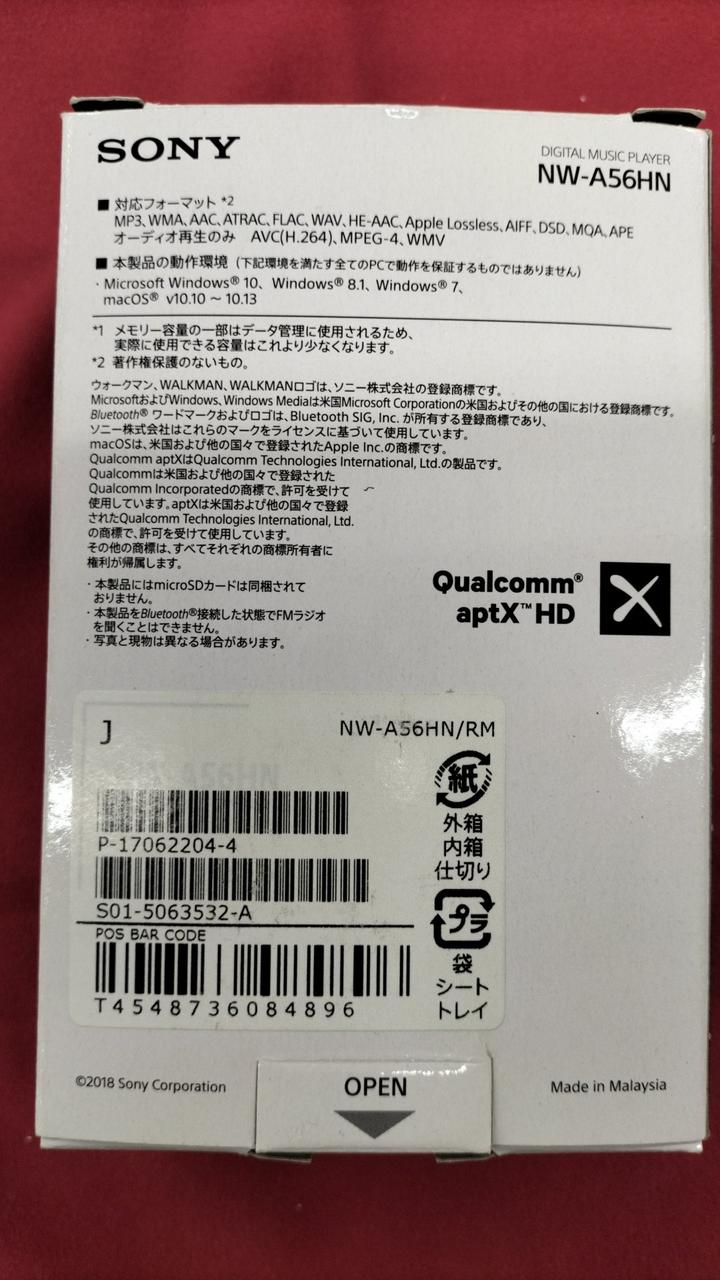 SONY
DIGITAL MUSIC PLAYER
NW-A56HN
■ 対応フォーマット *2
MP3、WMA、AAC、ATRAC、FLAC、WAV、HE-AAC、Apple Lossless、AIFF、DSD、MQA、APE
オーディオ再生のみ AVC(H.264)、MPEG-4、WMV
■ 本製品の動作環境（下記環境を満たす全てのPCで動作を保証するものではありません）
・Microsoft Windows® 10、Windows® 8.1、Windows® 7、
macOS® v10.10 ～ 10.13
*1 メモリー容量の一部はデータ管理に使用されるため、
実際に使用できる容量はこれより少なくなります。
*2 著作権保護のないもの。
ウォークマン、WALKMAN、WALKMANロゴは、ソニー株式会社の登録商標です。
MicrosoftおよびWindows、Windows Mediaは米国Microsoft Corporationの米国およびその他の国における登録商標です。
Bluetooth® ワードマークおよびロゴは、Bluetooth SIG, Inc. が所有する登録商標であり、
ソニー株式会社はこれらのマークをライセンスに基づいて使用しています。
macOSは、米国および他の国々で登録されたApple Inc.の商標です。
Qualcomm aptXはQualcomm Technologies International, Ltd.の製品です。
Qualcommは米国および他の国々で登録された
Qualcomm Incorporatedの商標で、許可を受けて
使用しています。aptXは米国および他の国々で登録
されたQualcomm Technologies International, Ltd.
の商標で、許可を受けて使用しています。
その他の商標は、すべてそれぞれの商標所有者に
権利が帰属します。
・本製品にはmicroSDカードは同梱されて
おりません。
・本製品をBluetooth®接続した状態でFMラジオ
を聞くことはできません。
・写真と現物は異なる場合があります。
Qualcomm®
aptX™ HD
J
NW-A56HN/RM
P-17062204-4
S01-5063532-A
POS BAR CODE
T4548736084896
紙
外箱
内箱
仕切り
プラ
袋
シート
トレイ
©2018 Sony Corporation
OPEN
Made in Malaysia